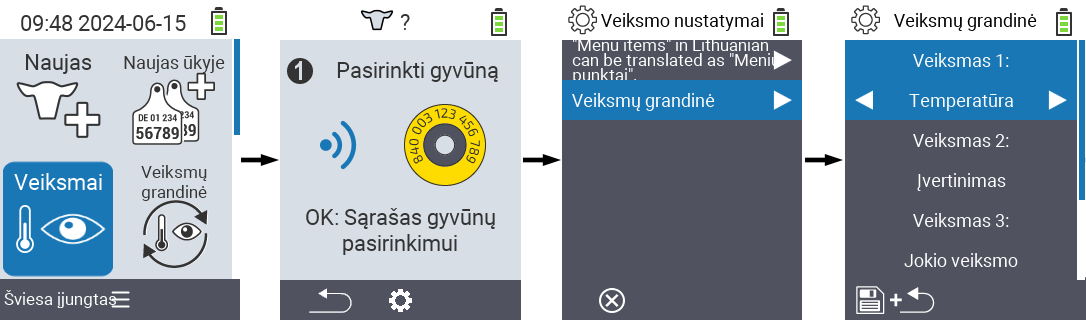 09:48 2024-06-15
Naujas
Naujas ūkyje
DE 01 234
234
56789
39
Veiksmai
Veiksmų
grandinė
Šviesa įjungtas
?
1
Pasirinkti gyvūną
840 003 123 456 789
OK: Sąrašas gyvūnų
pasirinkimui
Veiksmo nustatymai
"Menu items" in Lithuanian
can be translated as "Meniu
punktai".
Veiksmų grandinė
Veiksmų grandinė
Veiksmas 1:
Temperatūra
Veiksmas 2:
Įvertinimas
Veiksmas 3:
Jokio veiksmo
+